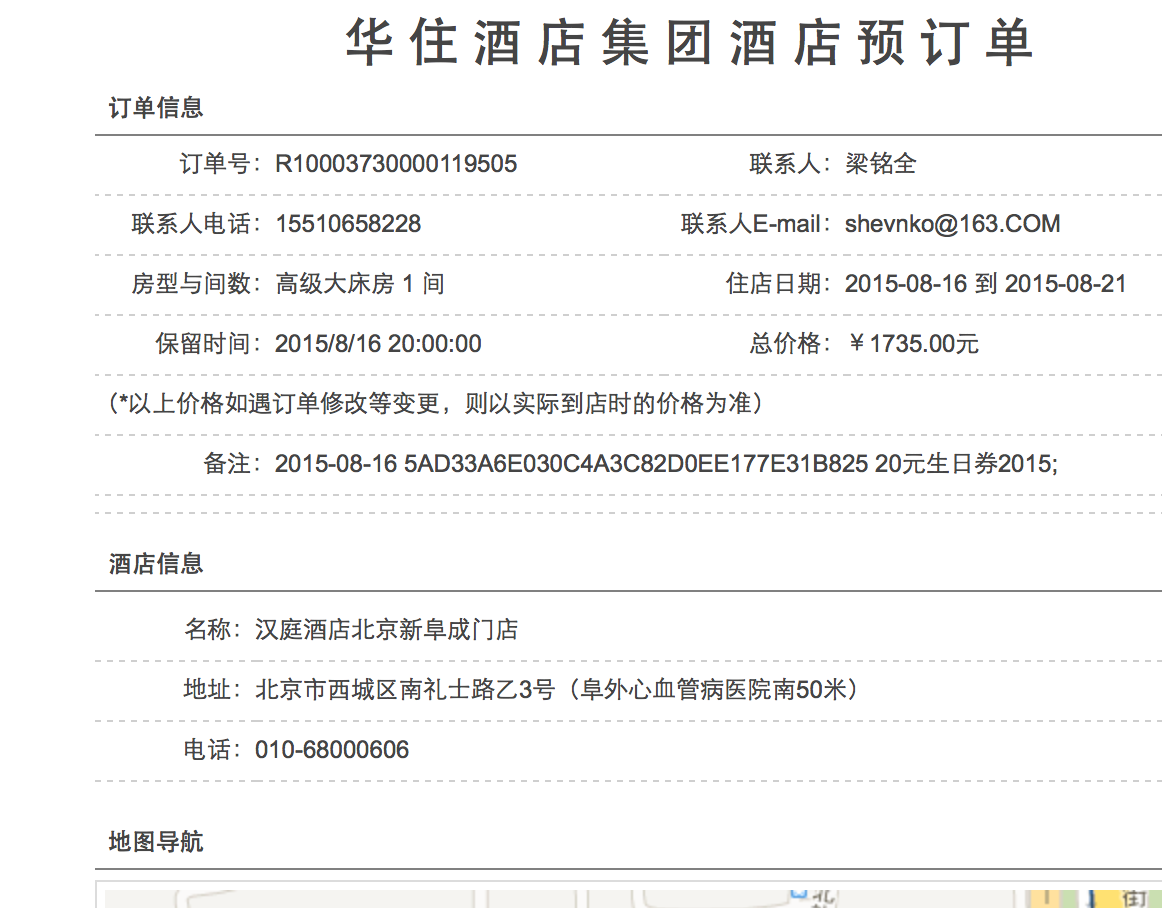 华住酒店集团酒店预订单
订单信息
订单号：R10003730000119505 联系人：梁铭全
联系人电话：15510658228 联系人E-mail：shevnko@163.COM
房型与间数：高级大床房 1 间 住店日期：2015-08-16 到 2015-08-21
保留时间：2015/8/16 20:00:00 总价格：￥1735.00元
（*以上价格如遇订单修改等变更，则以实际到店时的价格为准）
备注：2015-08-16 5AD33A6E030C4A3C82D0EE177E31B825 20元生日券2015;
酒店信息
名称：汉庭酒店北京新阜成门店
地址：北京市西城区南礼士路乙3号（阜外心血管病医院南50米）
电话：010-68000606
地图导航
北
街